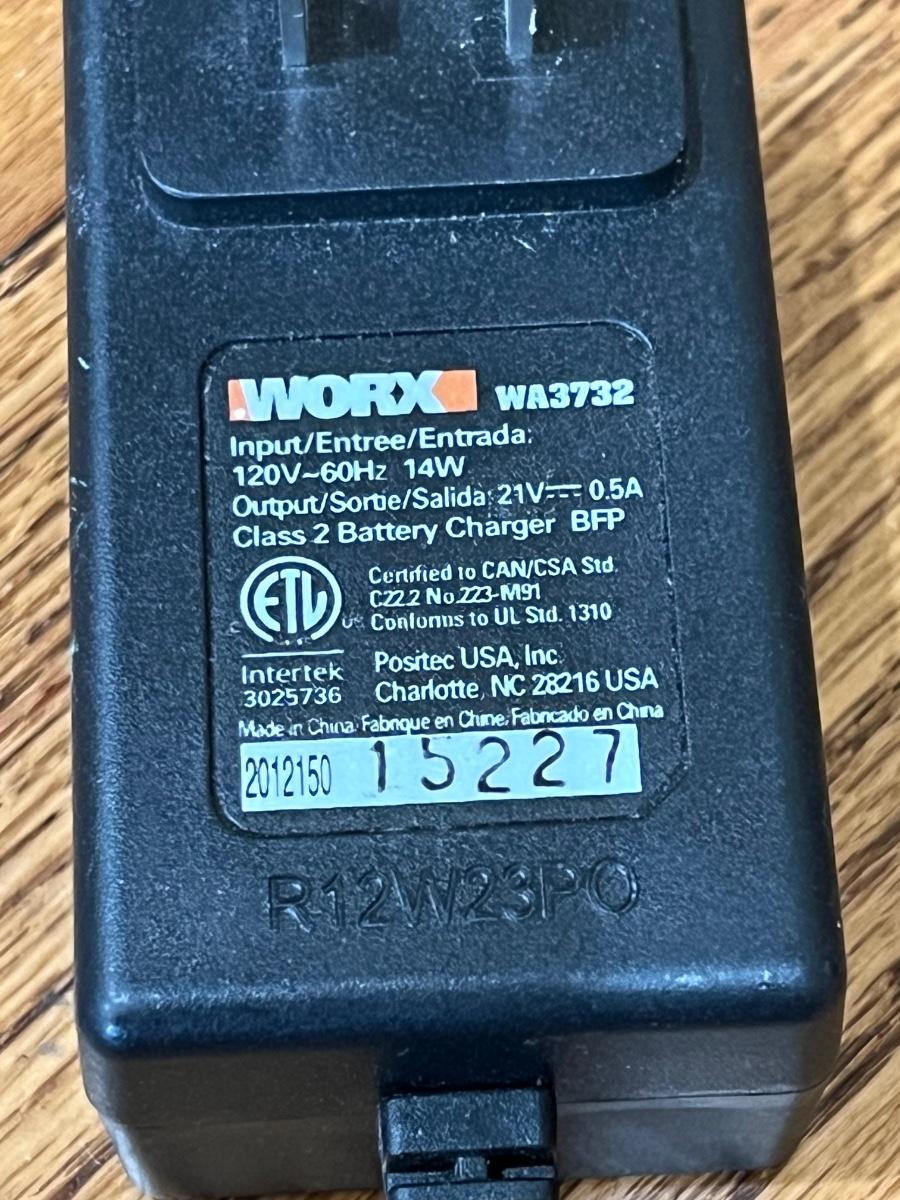 WORX WA3732
Input/Entree/Entrada:
120V~60Hz 14W
Output/Sortie/Salida: 21V⎓ 0.5A
Class 2 Battery Charger BFP
ETL
US
Certified to CAN/CSA Std.
C22.2 No.223-M91
Conforms to UL Std. 1310
Intertek
3025736
Positec USA, Inc.
Charlotte, NC 28216 USA
Made in China/Fabrique en Chine/Fabricado en China
2012150 15227
R12W23PO